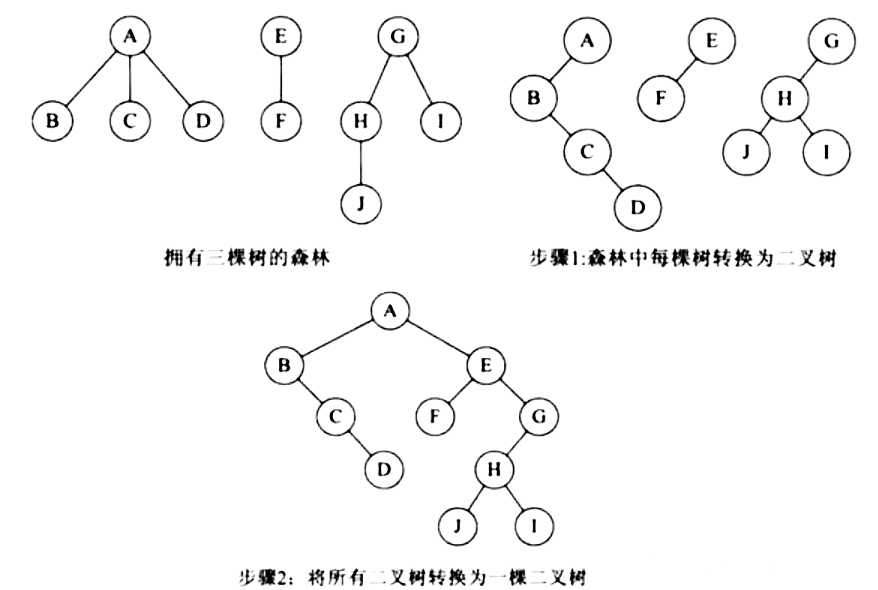 A E G A E G
B C D F H I B F H
J C J I
D
拥有三棵树的森林 步骤1:森林中每棵树转换为二叉树
A
B E
C F G
D H
J I
步骤2：将所有二叉树转换为一棵二叉树